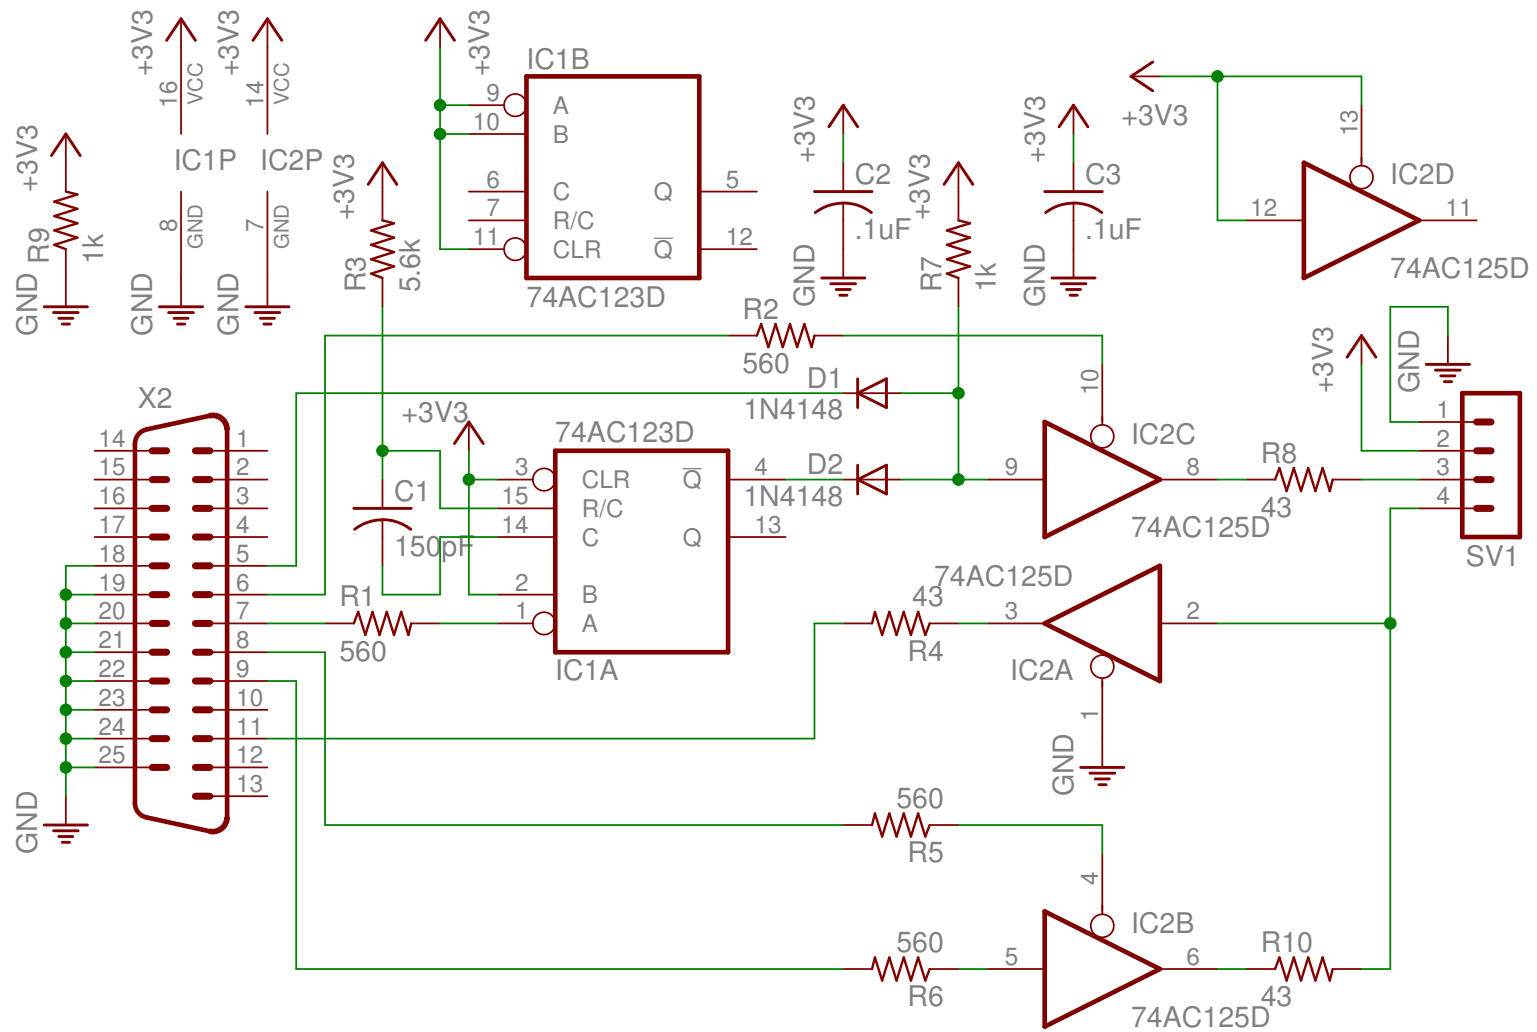 +3V3
+3V3
+3V3
16
VCC
14
VCC
IC1P
IC2P
8
GND
7
GND
GND
GND
+3V3
R9
1k
GND
+3V3
R3
5.6k
IC1B
9
10
6
7
11
A
B
C
R/C
CLR
Q
Q
5
12
74AC123D
+3V3
C2
.1uF
GND
+3V3
R7
1k
+3V3
C3
.1uF
GND
+3V3
13
12
11
IC2D
74AC125D
R2
560
D1
1N4148
D2
1N4148
10
9
8
IC2C
74AC125D
R8
43
+3V3
GND
1
2
3
4
SV1
X2
14
15
16
17
18
19
20
21
22
23
24
25
1
2
3
4
5
6
7
8
9
10
11
12
13
GND
C1
150pF
R1
560
+3V3
74AC123D
3
15
14
2
1
CLR
R/C
C
B
A
Q
Q
4
13
IC1A
74AC125D
43
R4
3
2
IC2A
1
GND
560
R5
560
R6
4
5
6
IC2B
74AC125D
R10
43